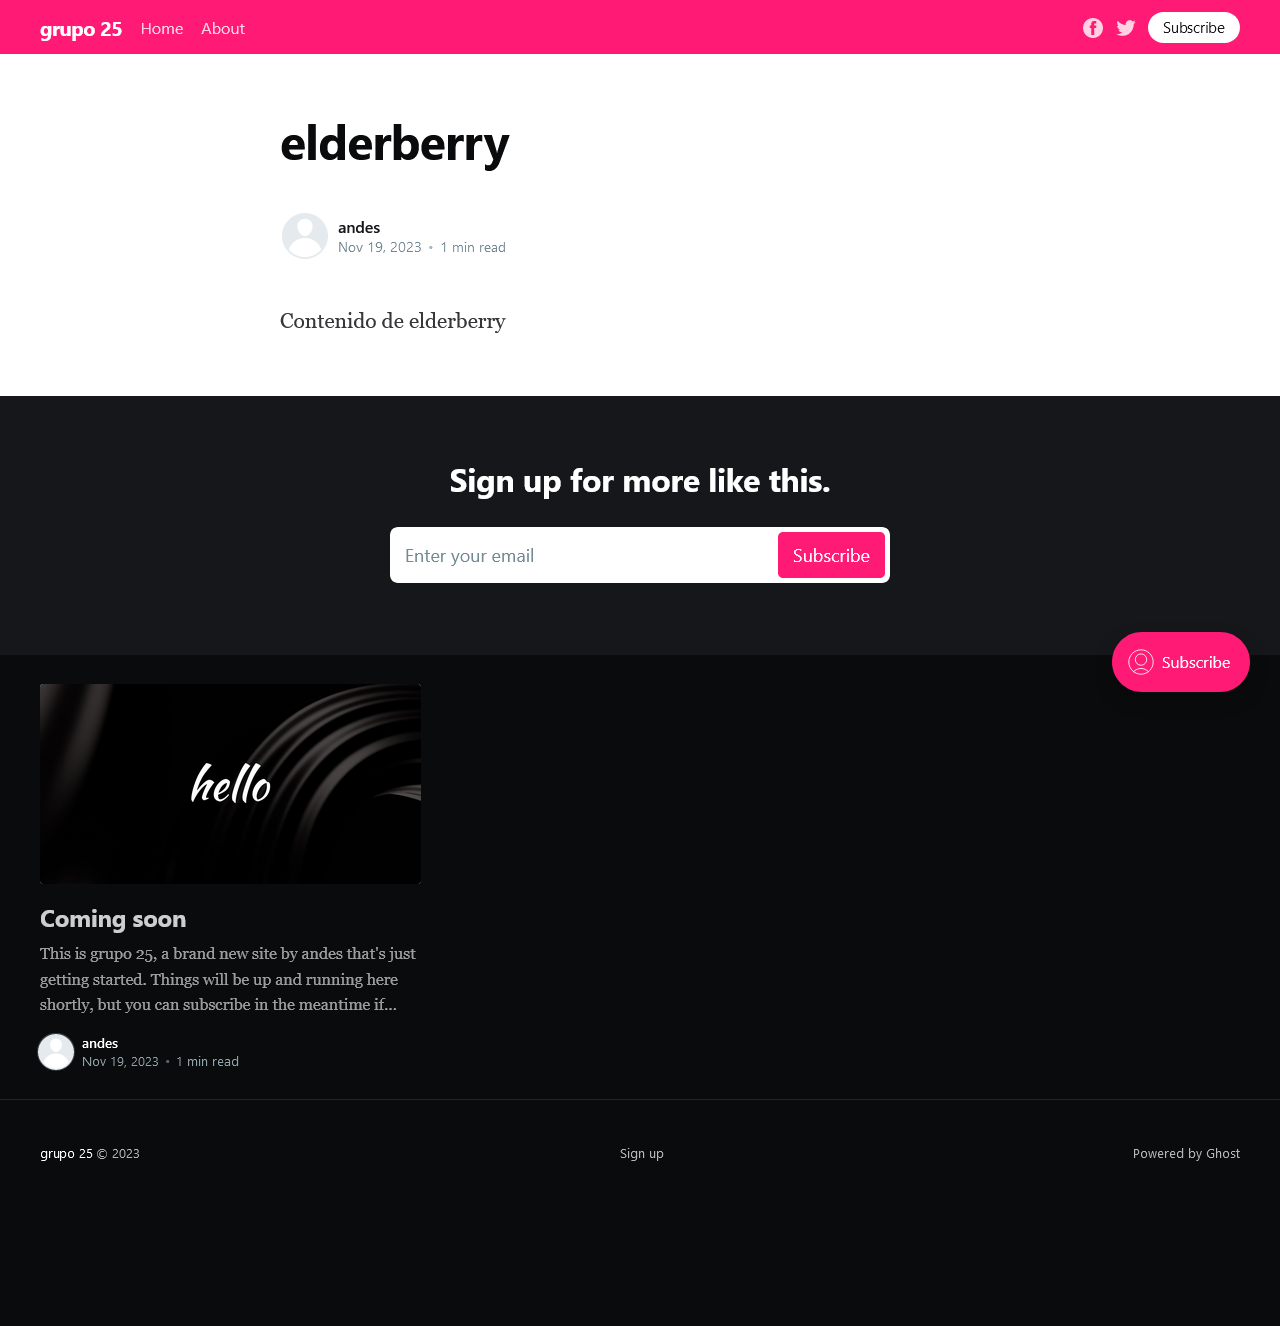 grupo 25 Home About Subscribe
elderberry
andes
Nov 19, 2023 • 1 min read
Contenido de elderberry
Sign up for more like this.
Enter your email Subscribe
Subscribe
hello
Coming soon
This is grupo 25, a brand new site by andes that's just
getting started. Things will be up and running here
shortly, but you can subscribe in the meantime if...
andes
Nov 19, 2023 • 1 min read
grupo 25 © 2023 Sign up Powered by Ghost